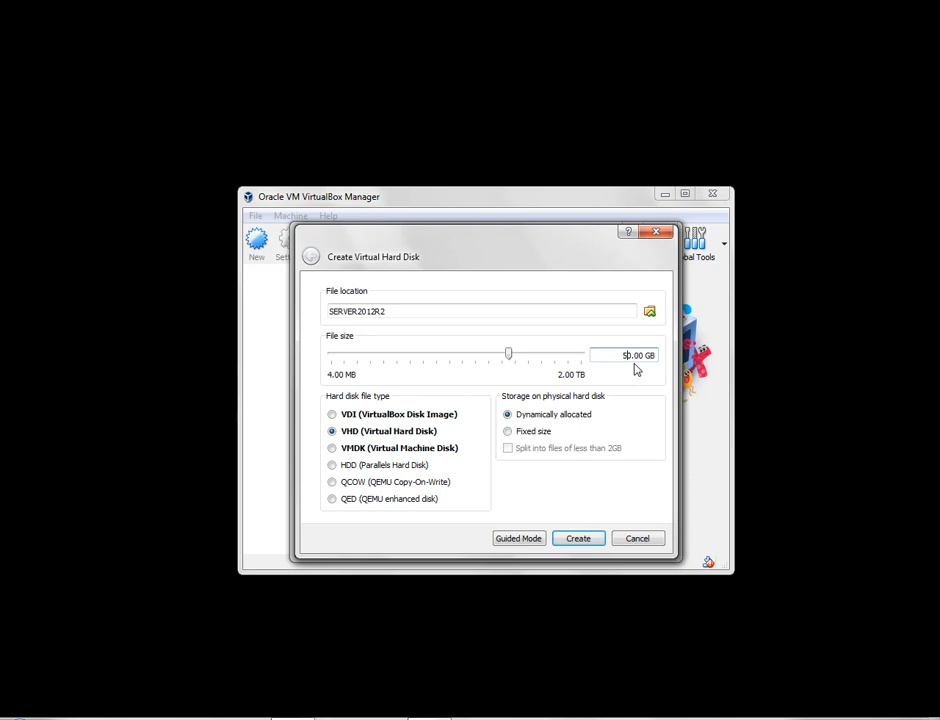 Oracle VM VirtualBox Manager
File Machine Help
New
bal Tools
Create Virtual Hard Disk
File location
SERVER2012R2
File size
50.00 GB
4.00 MB 2.00 TB
Hard disk file type
VDI (VirtualBox Disk Image)
VHD (Virtual Hard Disk)
VMDK (Virtual Machine Disk)
HDD (Parallels Hard Disk)
QCOW (QEMU Copy-On-Write)
QED (QEMU enhanced disk)
Storage on physical hard disk
Dynamically allocated
Fixed size
Split into files of less than 2GB
Guided Mode Create Cancel